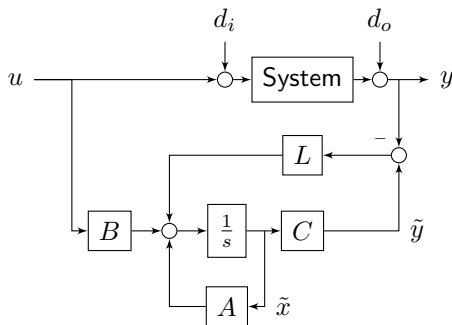 d_i d_o
u System y
−
L
B 1/s C ỹ
A x̃